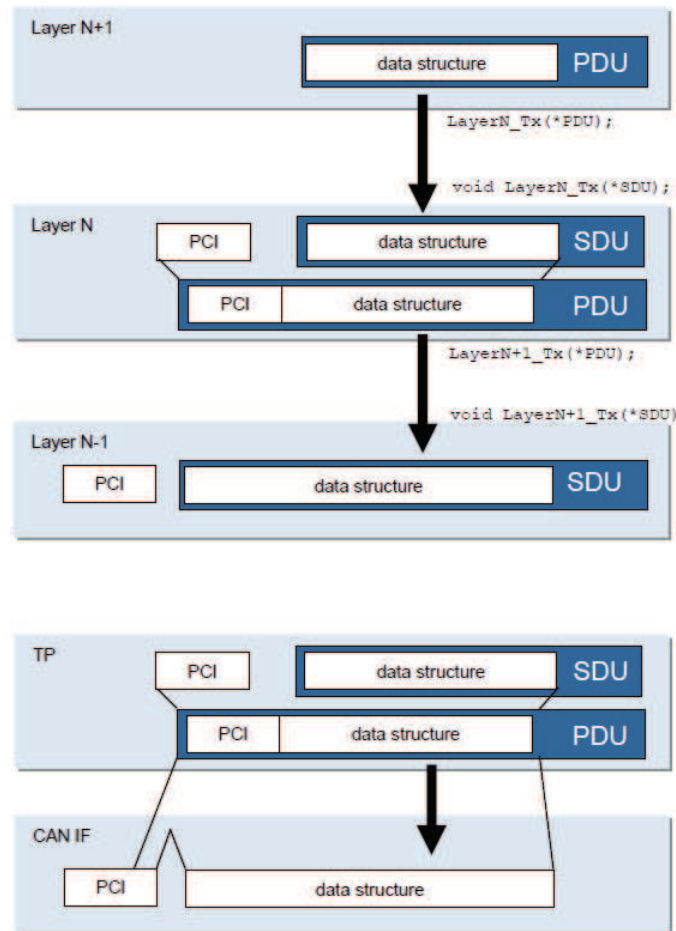 Layer N+1
data structure PDU
LayerN_Tx(*PDU);
void LayerN_Tx(*SDU);
Layer N
PCI data structure SDU
PCI data structure PDU
LayerN+1_Tx(*PDU);
void LayerN+1_Tx(*SDU)
Layer N-1
PCI data structure SDU
TP
PCI data structure SDU
PCI data structure PDU
CAN IF
PCI data structure